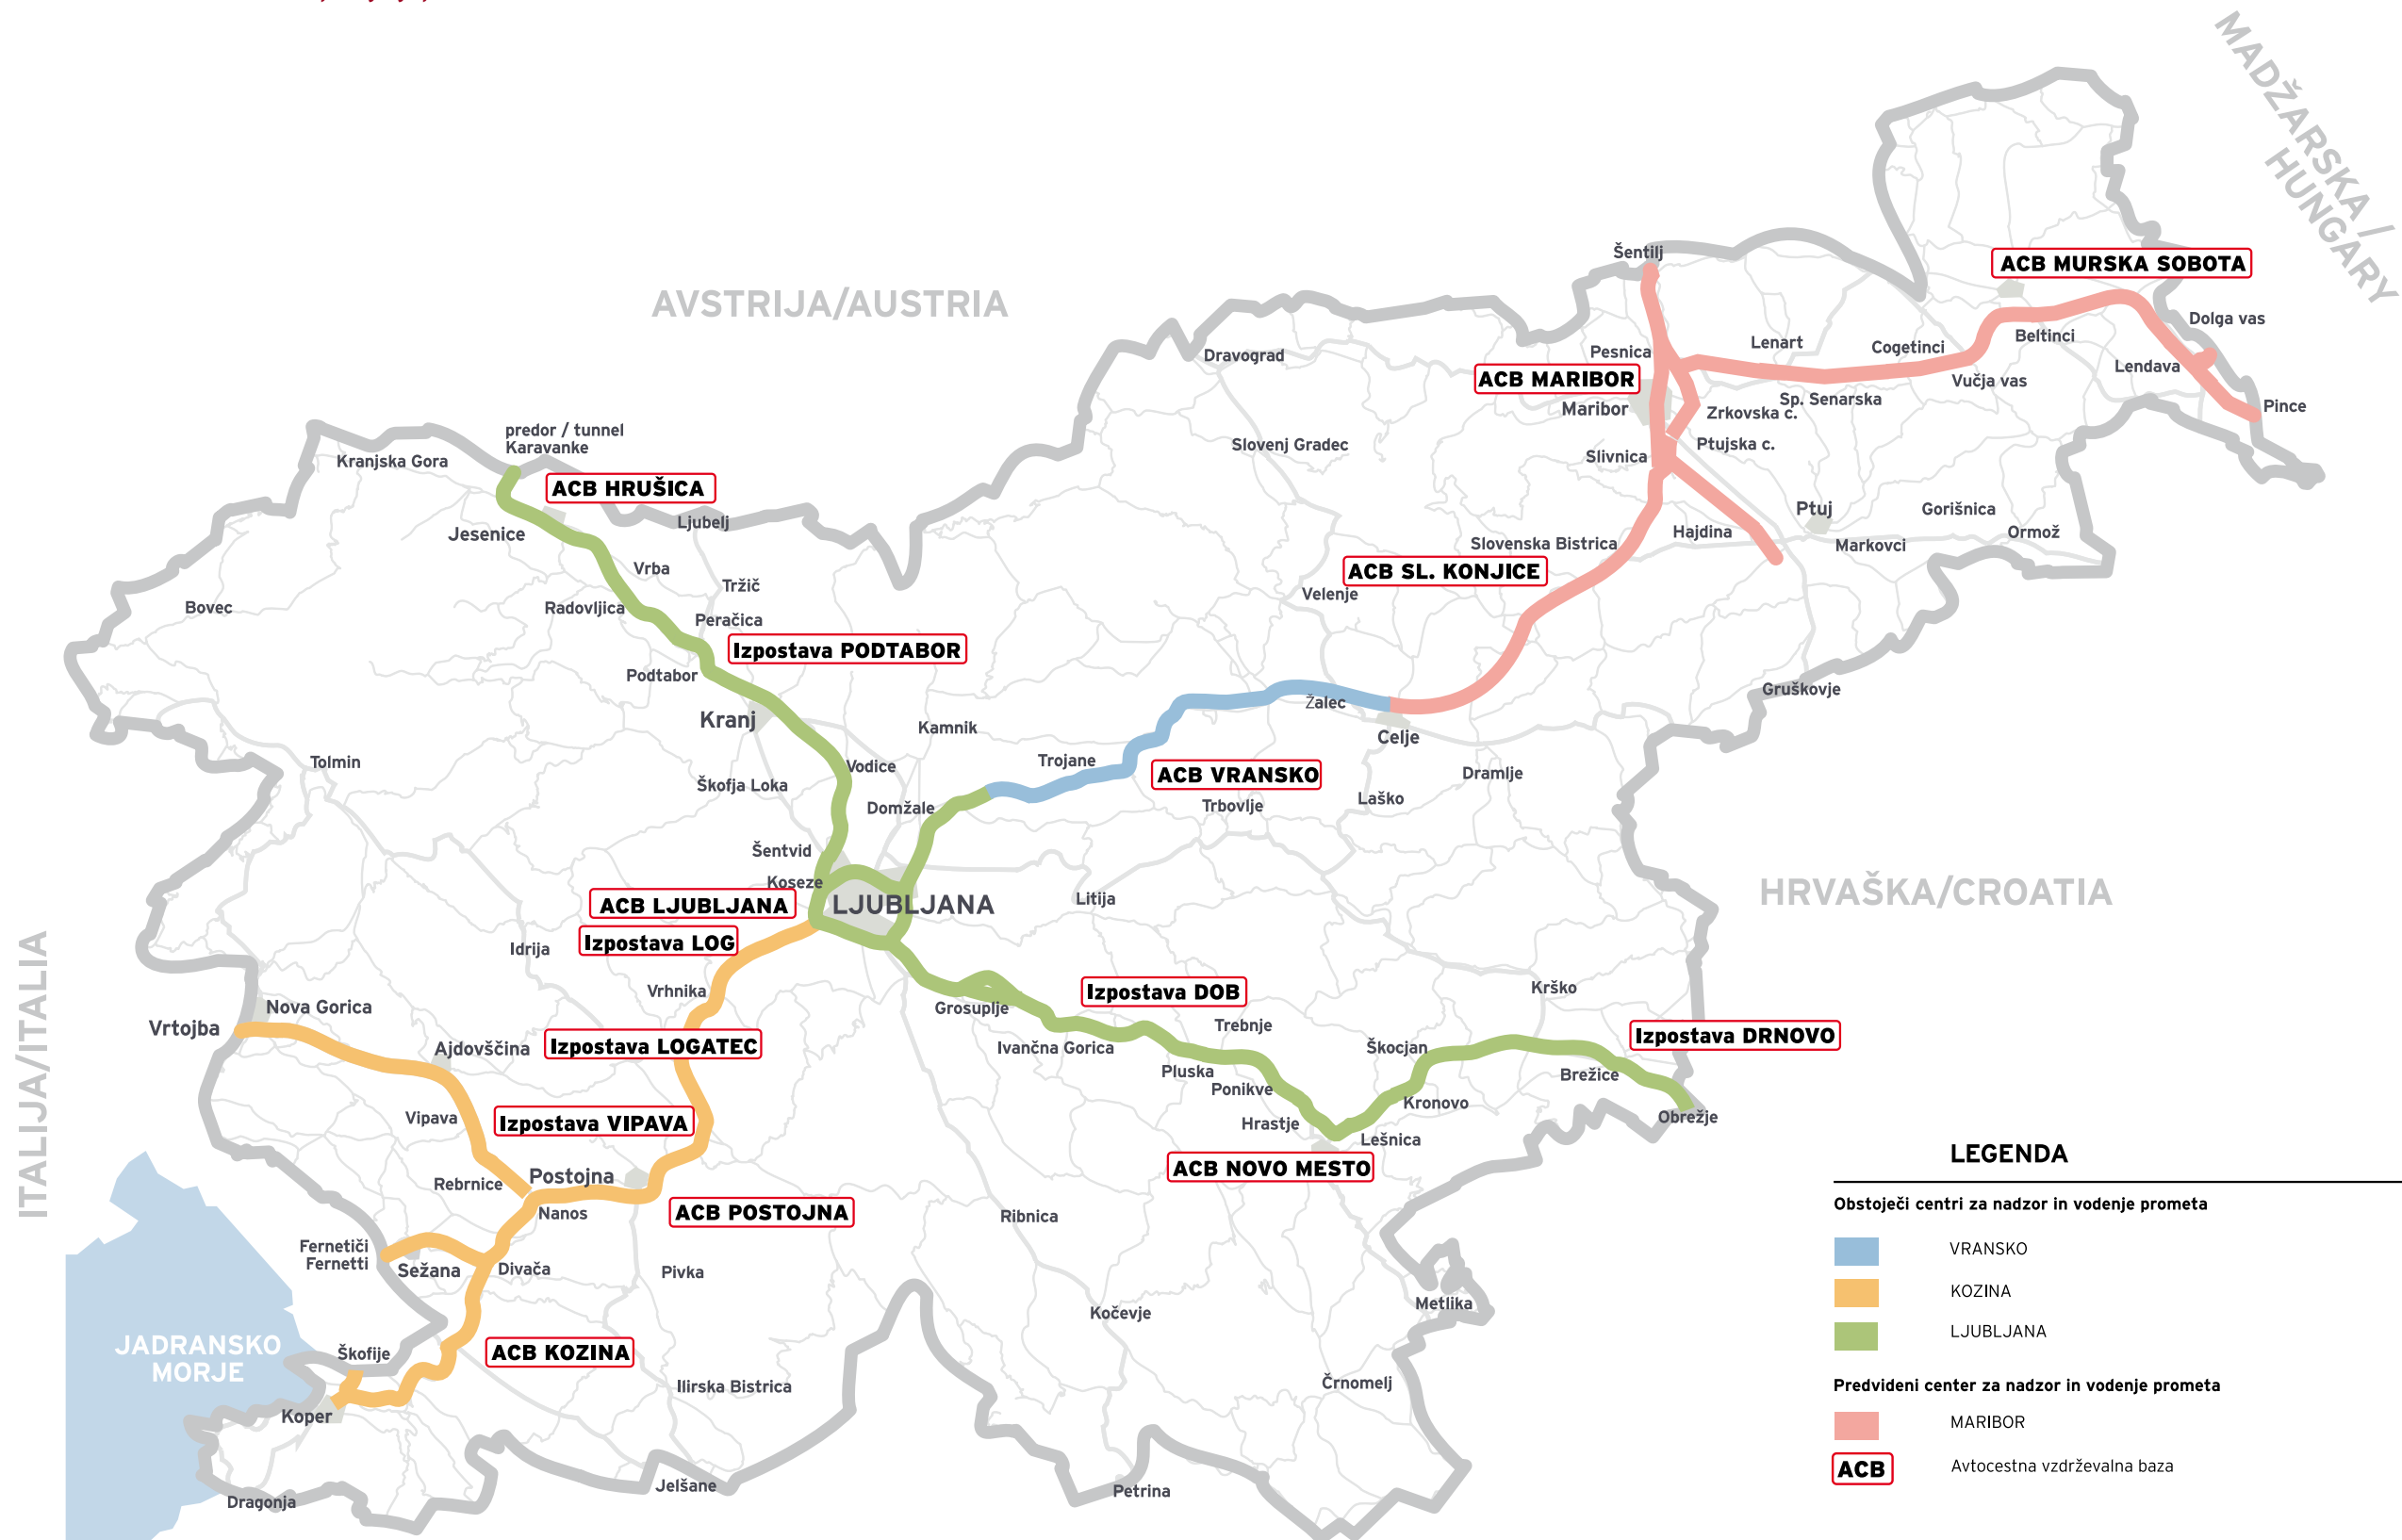 MADŽARSKA /
HUNGARY
Šentilj
ACB MURSKA SOBOTA
AVSTRIJA/AUSTRIA
Dolga vas
Beltinci
Lenart
Cogetinci
Pesnica
Dravograd
Lendava
ACB MARIBOR
Vučja vas
Sp. Senarska
Maribor
Zrkovska c.
Pince
predor / tunnel
Karavanke
Slovenj Gradec
Ptujska c.
Slivnica
Kranjska Gora
ACB HRUŠICA
Ptuj
Gorišnica
Ljubelj
Jesenice
Hajdina
Ormož
Slovenska Bistrica
Markovci
Vrba
ACB SL. KONJICE
Tržič
Velenje
Bovec
Radovljica
Peračica
Izpostava PODTABOR
Podtabor
Gruškovje
Žalec
Kranj
Kamnik
Celje
Tolmin
Trojane
Vodice
ACB VRANSKO
Dramlje
Škofja Loka
Laško
Domžale
Trbovlje
Šentvid
Koseze
HRVAŠKA/CROATIA
ACB LJUBLJANA
LJUBLJANA
Litija
Izpostava LOG
Idrija
ITALIJA/ITALIA
Vrhnika
Izpostava DOB
Krško
Nova Gorica
Grosuplje
Vrtojba
Trebnje
Izpostava DRNOVO
Ajdovščina
Izpostava LOGATEC
Ivančna Gorica
Škocjan
Pluska
Brežice
Ponikve
Kronovo
Vipava
Izpostava VIPAVA
Hrastje
Obrežje
Lešnica
ACB NOVO MESTO
Postojna
Rebrnice
ACB POSTOJNA
Nanos
Ribnica
Fernetiči
Fernetti
Sežana
Divača
Pivka
Metlika
Kočevje
JADRANSKO
MORJE
Škofije
ACB KOZINA
Ilirska Bistrica
Črnomelj
Koper
Jelšane
Petrina
Dragonja
LEGENDA
Obstoječi centri za nadzor in vodenje prometa
VRANSKO
KOZINA
LJUBLJANA
Predvideni center za nadzor in vodenje prometa
MARIBOR
ACB Avtocestna vzdrževalna baza